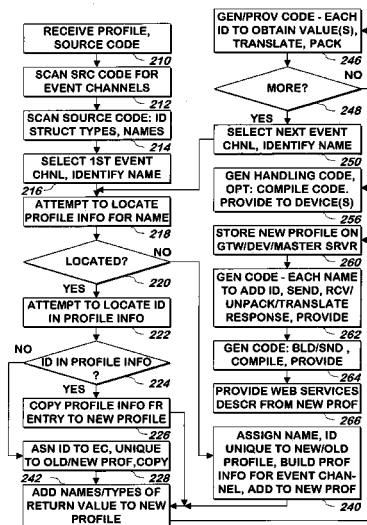 RECEIVE PROFILE,
SOURCE CODE
210
SCAN SRC CODE FOR
EVENT CHANNELS
212
SCAN SOURCE CODE: ID
STRUCT TYPES, NAMES
214
SELECT 1ST EVENT
CHNL, IDENTIFY NAME
216
ATTEMPT TO LOCATE
PROFILE INFO FOR NAME
218
LOCATED?
NO
220
YES
ATTEMPT TO LOCATE
ID IN PROFILE INFO
222
NO
ID IN PROFILE INFO
?
224
YES
COPY PROFILE INFO FR
ENTRY TO NEW PROFILE
226
ASN ID TO EC, UNIQUE
TO OLD/NEW PROF,COPY
228
242
ADD NAMES/TYPES OF
RETURN VALUE TO NEW
PROFILE
GEN/PROV CODE - EACH
ID TO OBTAIN VALUE(S),
TRANSLATE, PACK
246
MORE?
NO
248
YES
SELECT NEXT EVENT
CHNL, IDENTIFY NAME
250
GEN HANDLING CODE,
OPT: COMPILE CODE.
PROVIDE TO DEVICE(S)
256
STORE NEW PROFILE ON
GTW/DEV/MASTER SRVR
260
GEN CODE - EACH NAME
TO ADD ID, SEND, RCV/
UNPACK/TRANSLATE
RESPONSE, PROVIDE
262
GEN CODE: BLD/SND ,
COMPILE, PROVIDE
264
PROVIDE WEB SERVICES
DESCR FROM NEW PROF
266
ASSIGN NAME, ID
UNIQUE TO NEW/OLD
PROFILE, BUILD PROF
INFO FOR EVENT CHAN-
NEL, ADD TO NEW PROF
240